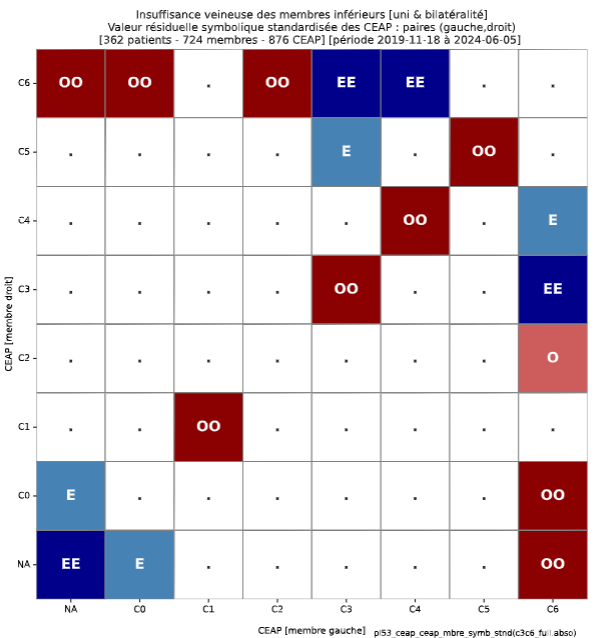 Insuffisance veineuse des membres inférieurs [uni & bilatéralité]
Valeur résiduelle symbolique standardisée des CEAP : paires (gauche,droit)
[362 patients - 724 membres - 876 CEAP] [période 2019-11-18 à 2024-06-05]
C6 OO OO . OO EE EE . .
C5 . . . . E . OO .
C4 . . . . . OO . E
C3 . . . . OO . . EE
C2 . . . . . . . O
C1 . . OO . . . . .
C0 E . . . . . . OO
NA EE E . . . . . OO
NA C0 C1 C2 C3 C4 C5 C6
CEAP [membre droit]
CEAP [membre gauche] pl53_ceap_ceap_mbre_symb_stnd(c3c6_full.abso)